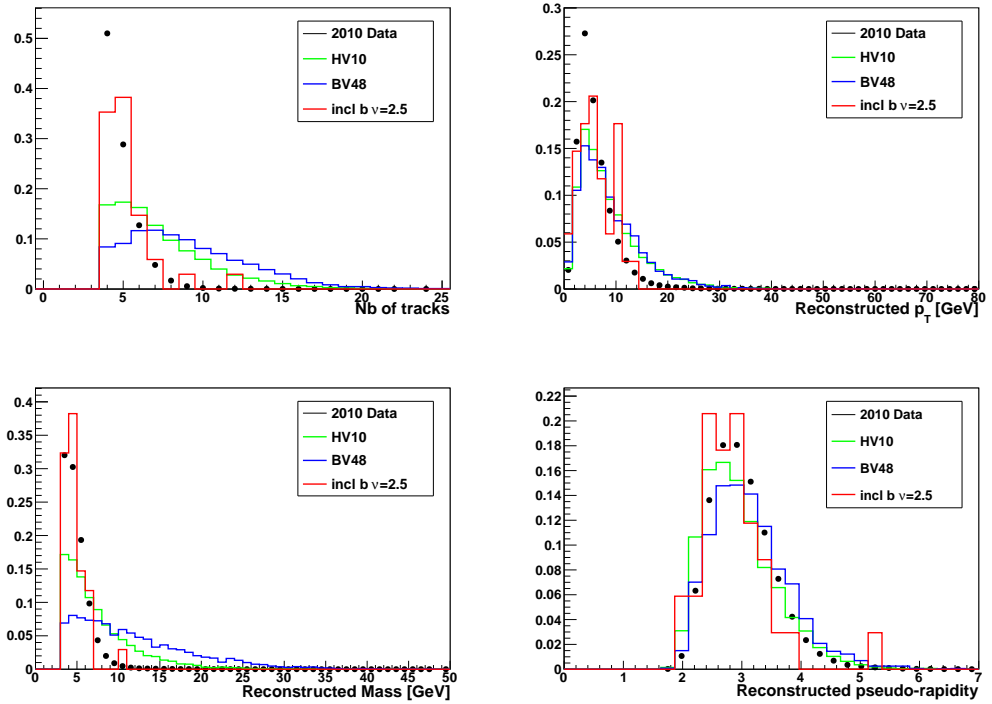 0.5
0.4
0.3
0.2
0.1
0
2010 Data
HV10
BV48
incl b ν=2.5
0 5 10 15 20 25
Nb of tracks
0.3
0.25
0.2
0.15
0.1
0.05
0
2010 Data
HV10
BV48
incl b ν=2.5
0 10 20 30 40 50 60 70 80
Reconstructed p_T [GeV]
0.4
0.35
0.3
0.25
0.2
0.15
0.1
0.05
0
2010 Data
HV10
BV48
incl b ν=2.5
0 5 10 15 20 25 30 35 40 45 50
Reconstructed Mass [GeV]
0.22
0.2
0.18
0.16
0.14
0.12
0.1
0.08
0.06
0.04
0.02
0
2010 Data
HV10
BV48
incl b ν=2.5
0 1 2 3 4 5 6 7
Reconstructed pseudo-rapidity